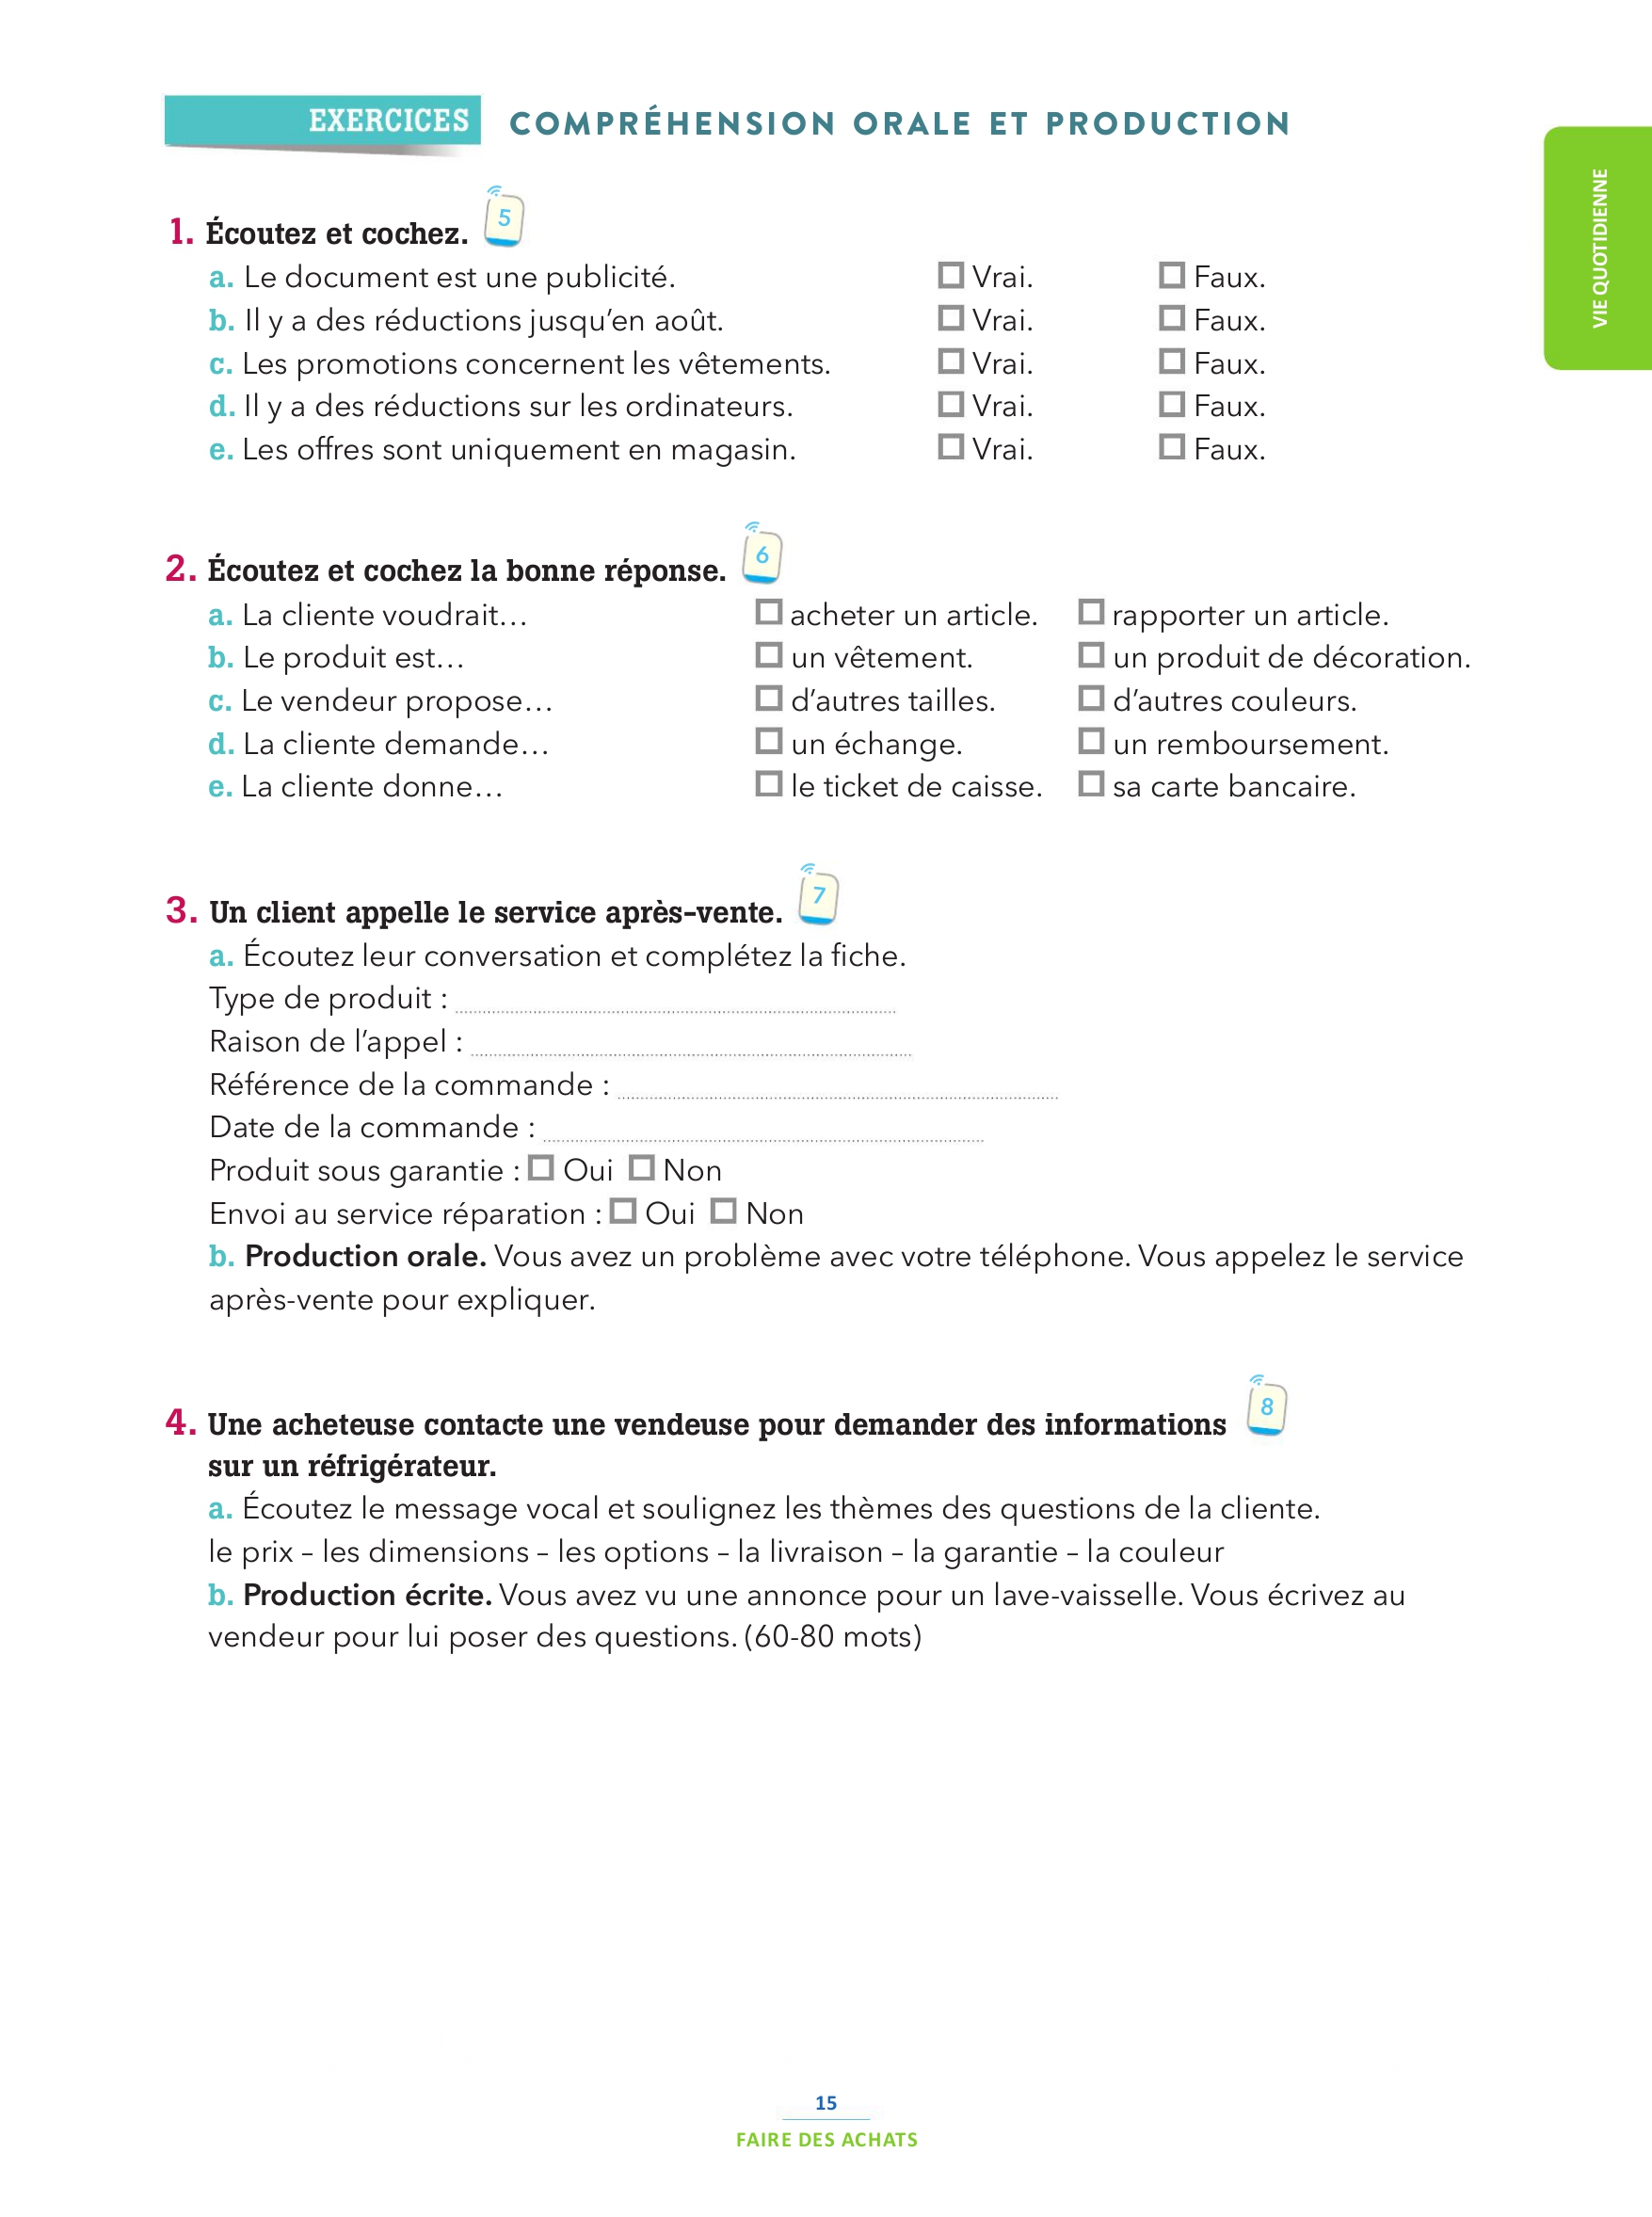 EXERCICES COMPRÉHENSION ORALE ET PRODUCTION
VIE QUOTIDIENNE
1. Écoutez et cochez. 5
a. Le document est une publicité. Vrai. Faux.
b. Il y a des réductions jusqu’en août. Vrai. Faux.
c. Les promotions concernent les vêtements. Vrai. Faux.
d. Il y a des réductions sur les ordinateurs. Vrai. Faux.
e. Les offres sont uniquement en magasin. Vrai. Faux.
2. Écoutez et cochez la bonne réponse. 6
a. La cliente voudrait… acheter un article. rapporter un article.
b. Le produit est… un vêtement. un produit de décoration.
c. Le vendeur propose… d’autres tailles. d’autres couleurs.
d. La cliente demande… un échange. un remboursement.
e. La cliente donne… le ticket de caisse. sa carte bancaire.
3. Un client appelle le service après-vente. 7
a. Écoutez leur conversation et complétez la fiche.
Type de produit :
Raison de l’appel :
Référence de la commande :
Date de la commande :
Produit sous garantie : Oui Non
Envoi au service réparation : Oui Non
b. Production orale. Vous avez un problème avec votre téléphone. Vous appelez le service
après-vente pour expliquer.
4. Une acheteuse contacte une vendeuse pour demander des informations 8
sur un réfrigérateur.
a. Écoutez le message vocal et soulignez les thèmes des questions de la cliente.
le prix – les dimensions – les options – la livraison – la garantie – la couleur
b. Production écrite. Vous avez vu une annonce pour un lave-vaisselle. Vous écrivez au
vendeur pour lui poser des questions. (60-80 mots)
15
FAIRE DES ACHATS